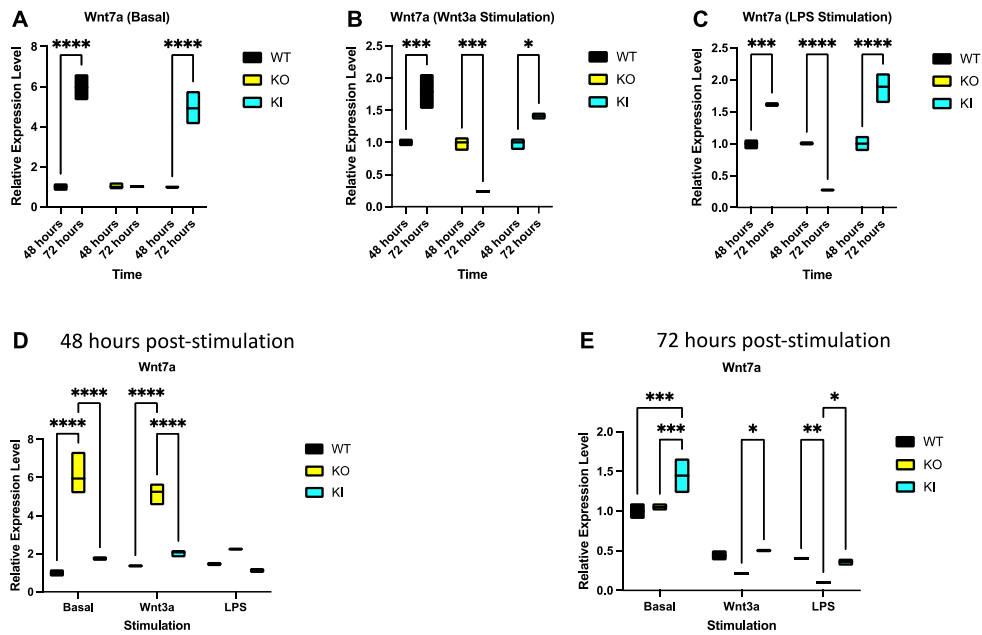 A
Wnt7a (Basal)
Relative Expression Level
8
6
4
2
0
**** ****
48 hours
72 hours
48 hours
72 hours
48 hours
72 hours
Time
WT
KO
KI
B
Wnt7a (Wnt3a Stimulation)
Relative Expression Level
2.5
2.0
1.5
1.0
0.5
0.0
*** *** *
48 hours
72 hours
48 hours
72 hours
48 hours
72 hours
Time
WT
KO
KI
C
Wnt7a (LPS Stimulation)
Relative Expression Level
2.5
2.0
1.5
1.0
0.5
0.0
*** **** ****
48 hours
72 hours
48 hours
72 hours
48 hours
72 hours
Time
WT
KO
KI
D 48 hours post-stimulation
Wnt7a
Relative Expression Level
8
6
4
2
0
**** ****
**** ****
Basal Wnt3a LPS
Stimulation
WT
KO
KI
E 72 hours post-stimulation
Wnt7a
Relative Expression Level
2.0
1.5
1.0
0.5
0.0
*** *
*** * **
Basal Wnt3a LPS
Stimulation
WT
KO
KI